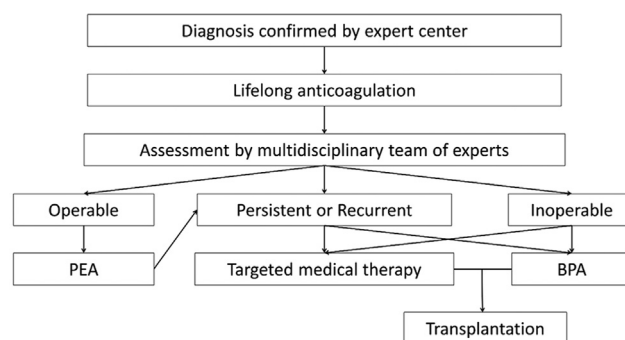 Diagnosis confirmed by expert center
Lifelong anticoagulation
Assessment by multidisciplinary team of experts
Operable
Persistent or Recurrent
Inoperable
PEA
Targeted medical therapy
BPA
Transplantation